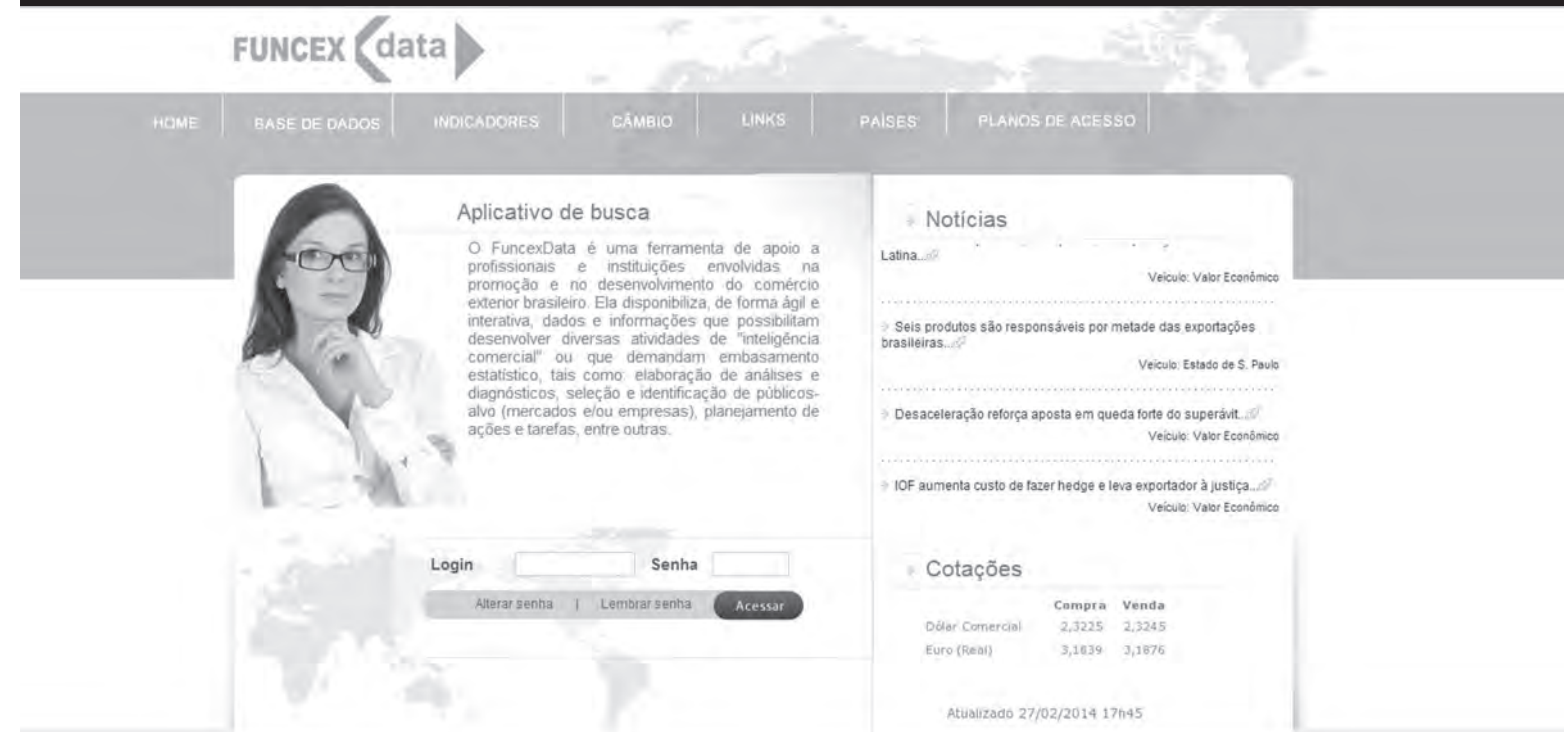 FUNCEX data
HOME BASE DE DADOS INDICADORES CÂMBIO LINKS PAÍSES PLANOS DE ACESSO
Aplicativo de busca
O FuncexData é uma ferramenta de apoio a
profissionais e instituições envolvidas na
promoção e no desenvolvimento do comércio
exterior brasileiro. Ela disponibiliza, de forma ágil e
interativa, dados e informações que possibilitam
desenvolver diversas atividades de "inteligência
comercial" ou que demandam embasamento
estatístico, tais como: elaboração de análises e
diagnósticos, seleção e identificação de públicos-
alvo (mercados e/ou empresas), planejamento de
ações e tarefas, entre outras.
Login Senha
Alterar senha | Lembrar senha Acessar
Notícias
Latina...
Veículo: Valor Econômico
Seis produtos são responsáveis por metade das exportações
brasileiras...
Veículo: Estado de S. Paulo
Desaceleração reforça aposta em queda forte do superávit...
Veículo: Valor Econômico
IOF aumenta custo de fazer hedge e leva exportador à justiça...
Veículo: Valor Econômico
Cotações
Compra Venda
Dólar Comercial 2,3225 2,3245
Euro (Real) 3,1839 3,1876
Atualizado 27/02/2014 17h45